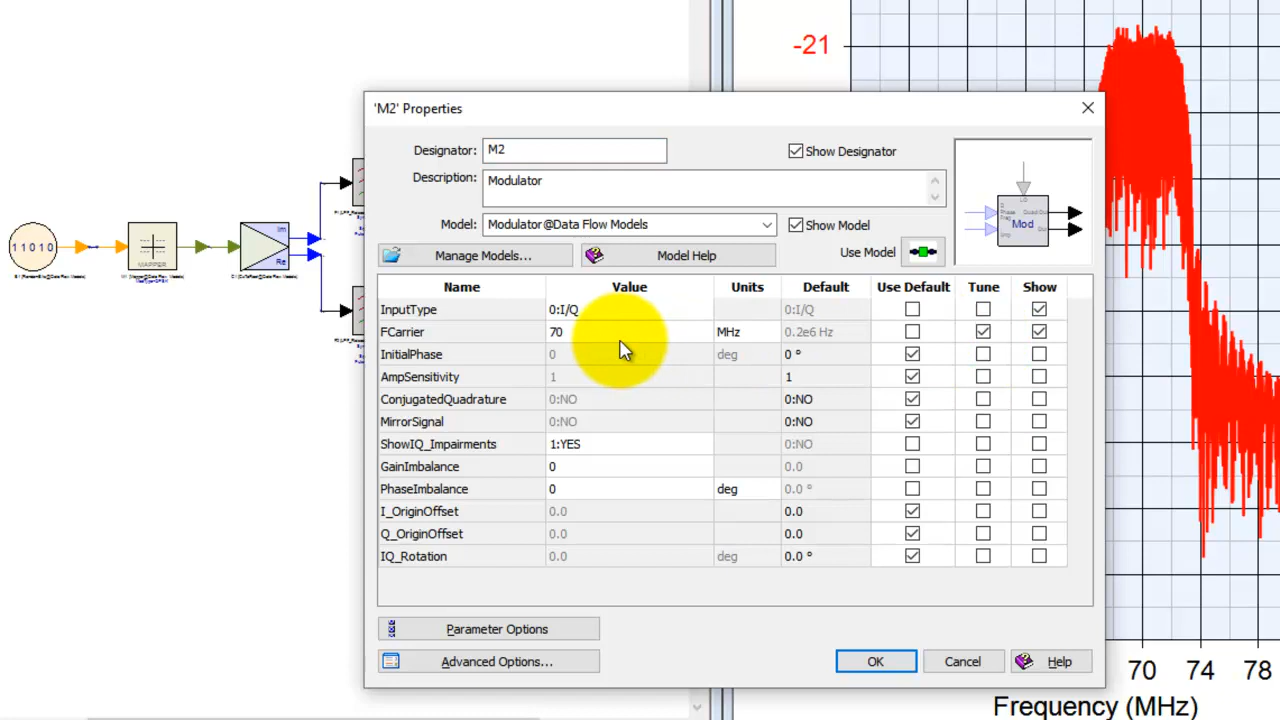 -21
'M2' Properties
Designator: M2 Show Designator
Description: Modulator
Model: Modulator@Data Flow Models Show Model
Manage Models... Model Help Use Model
Mod
11010
Im
Re
MAPPER
Name Value Units Default Use Default Tune Show
InputType 0:I/Q 0:I/Q
FCarrier 70 MHz 0.2e6 Hz
InitialPhase 0 deg 0 °
AmpSensitivity 1 1
ConjugatedQuadrature 0:NO 0:NO
MirrorSignal 0:NO 0:NO
ShowIQ_Impairments 1:YES 0:NO
GainImbalance 0 0.0
PhaseImbalance 0 deg 0.0 °
I_OriginOffset 0.0 0.0
Q_OriginOffset 0.0 0.0
IQ_Rotation 0.0 deg 0.0 °
Parameter Options
Advanced Options... OK Cancel Help
70 74 78
Frequency (MHz)